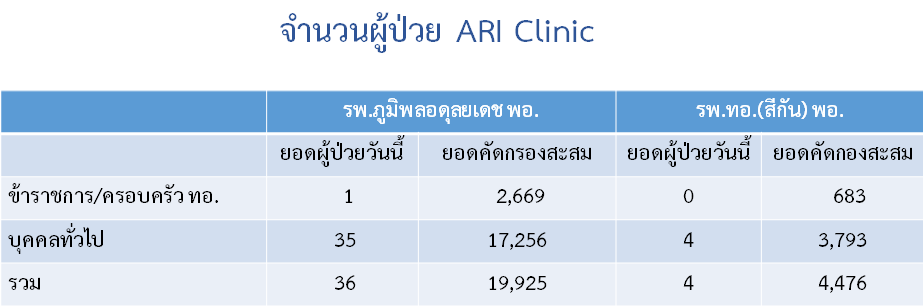 จำนวนผู้ป่วย ARI Clinic
รพ.ภูมิพลอดุลยเดช พอ. รพ.ทอ.(สีกัน) พอ.
ยอดผู้ป่วยวันนี้ ยอดคัดกรองสะสม ยอดผู้ป่วยวันนี้ ยอดคัดกองสะสม
ข้าราชการ/ครอบครัว ทอ. 1 2,669 0 683
บุคคลทั่วไป 35 17,256 4 3,793
รวม 36 19,925 4 4,476